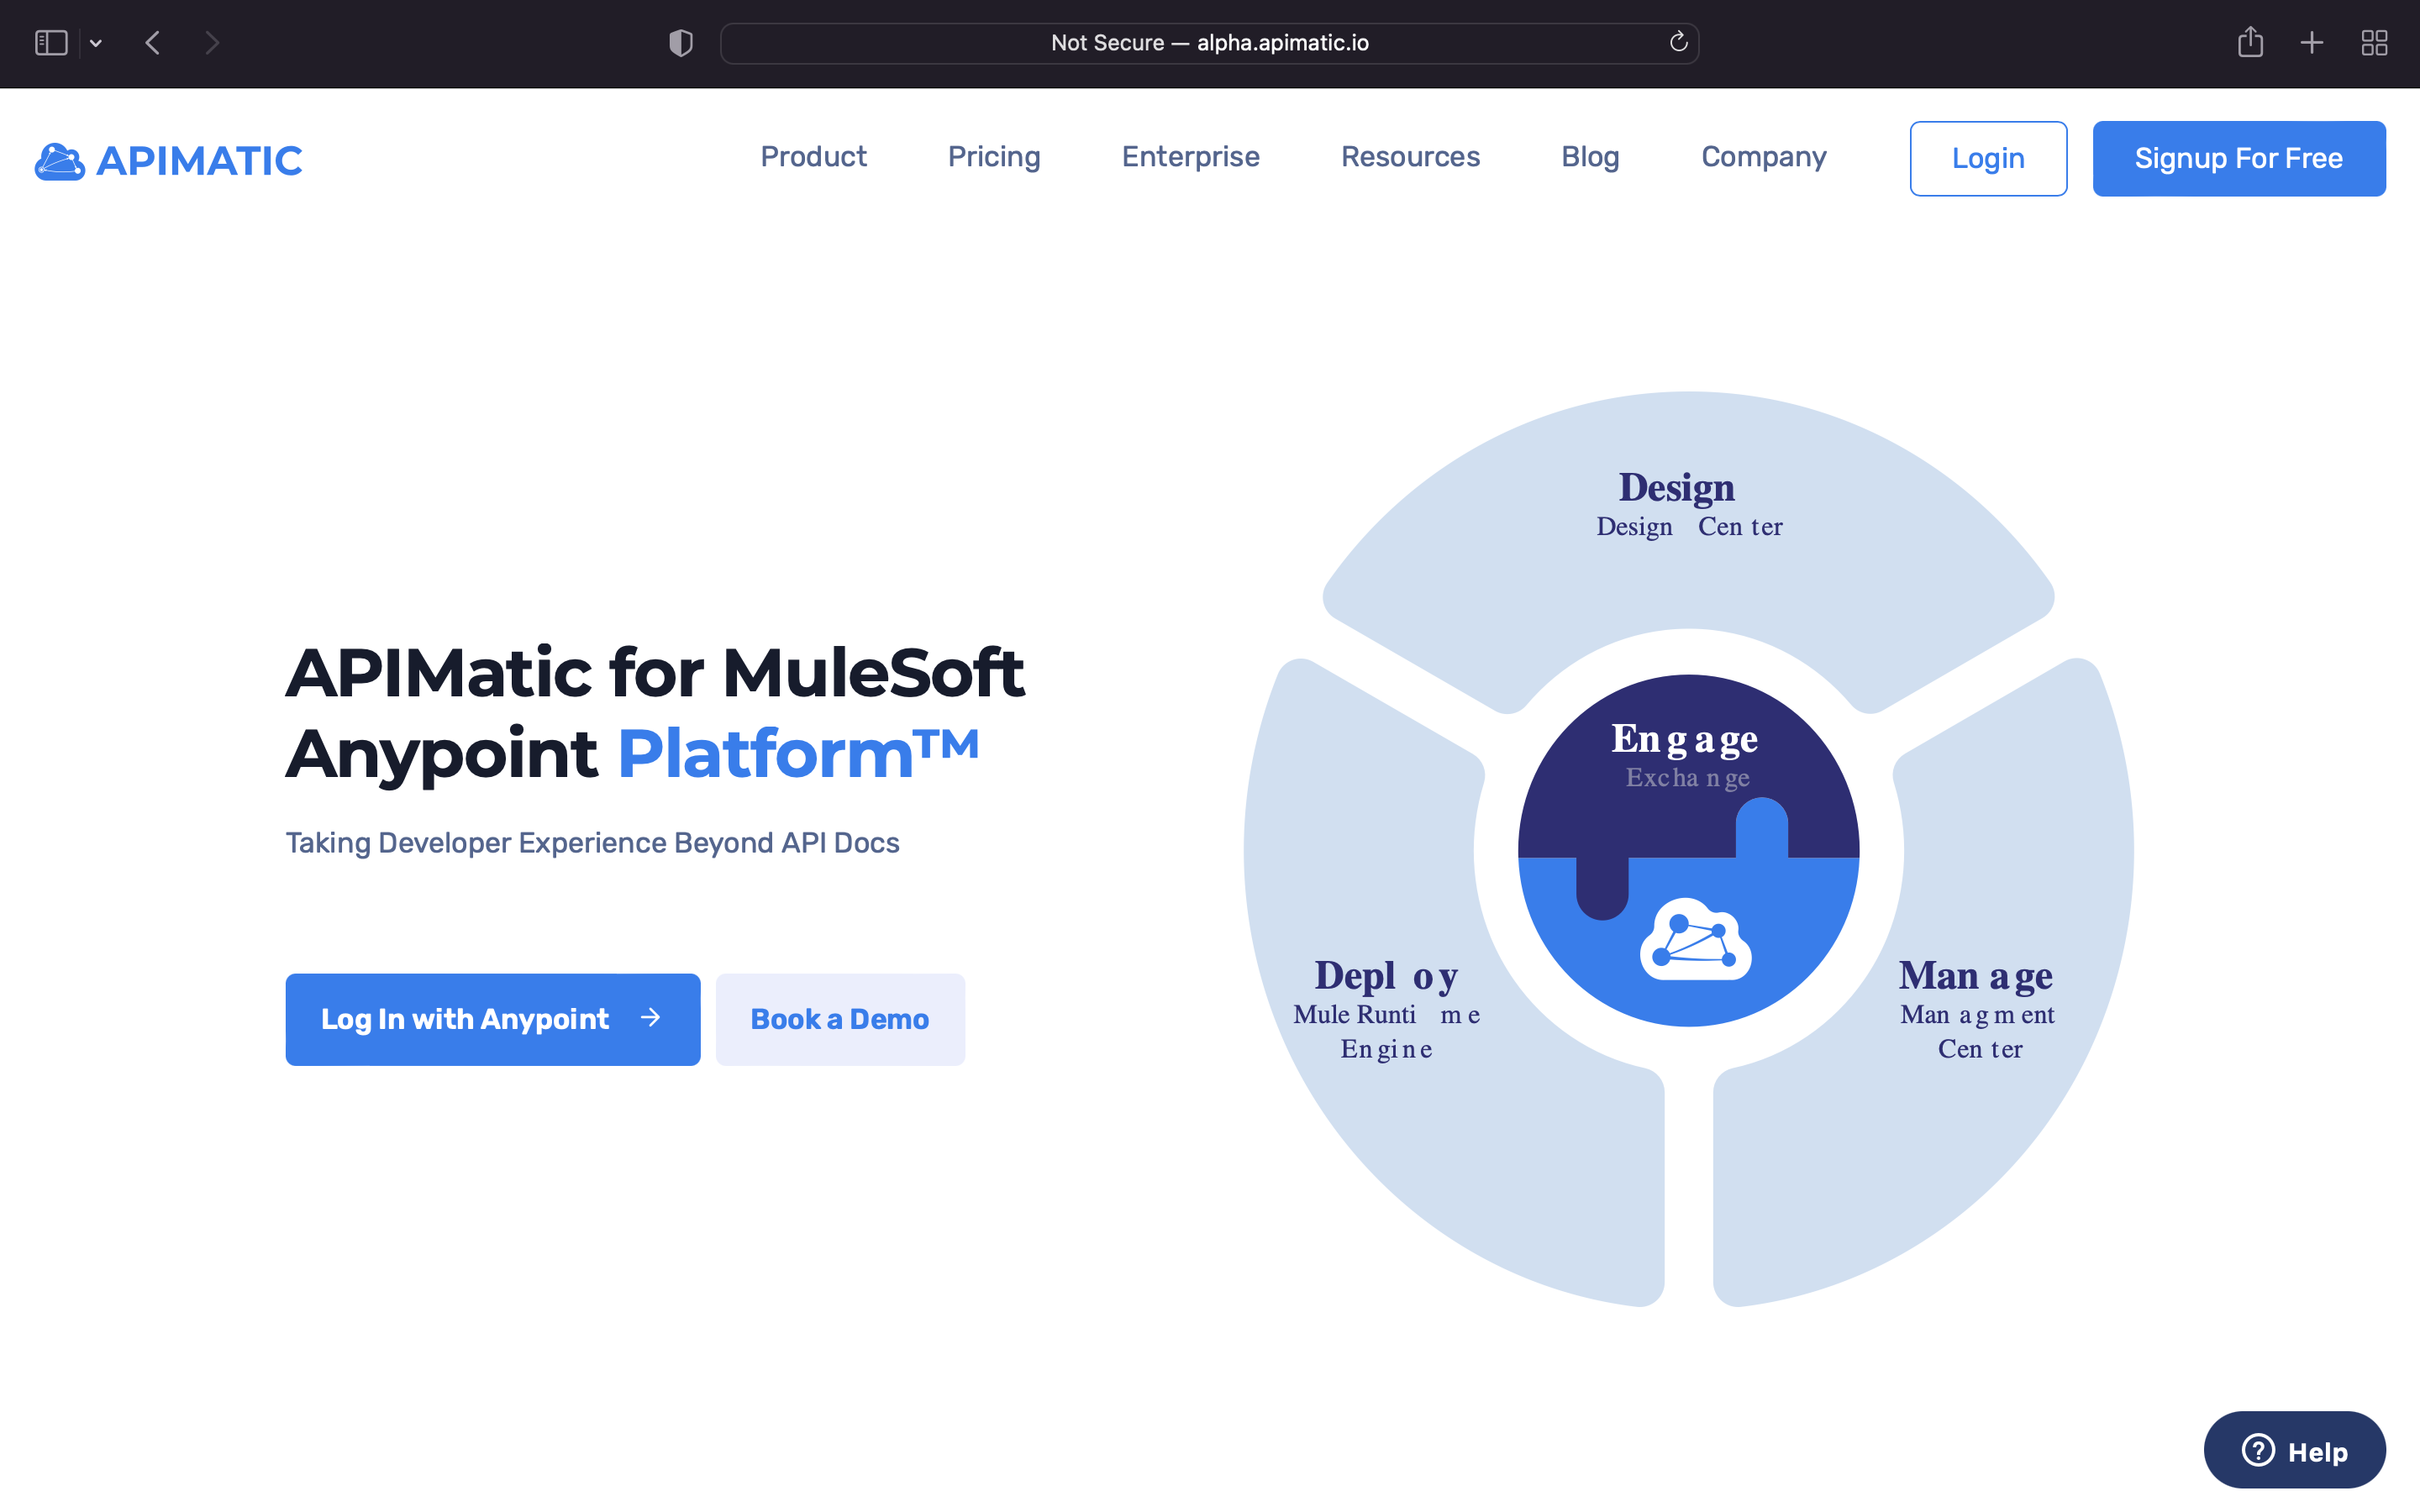 Not Secure — alpha.apimatic.io
APIMATIC
Product Pricing Enterprise Resources Blog Company Login Signup For Free
APIMatic for MuleSoft
Anypoint Platform™
Taking Developer Experience Beyond API Docs
Log In with Anypoint → Book a Demo
Design
Design Center
Engage
Exchange
Deploy
Mule Runtime
Engine
Manage
Managment
Center
? Help